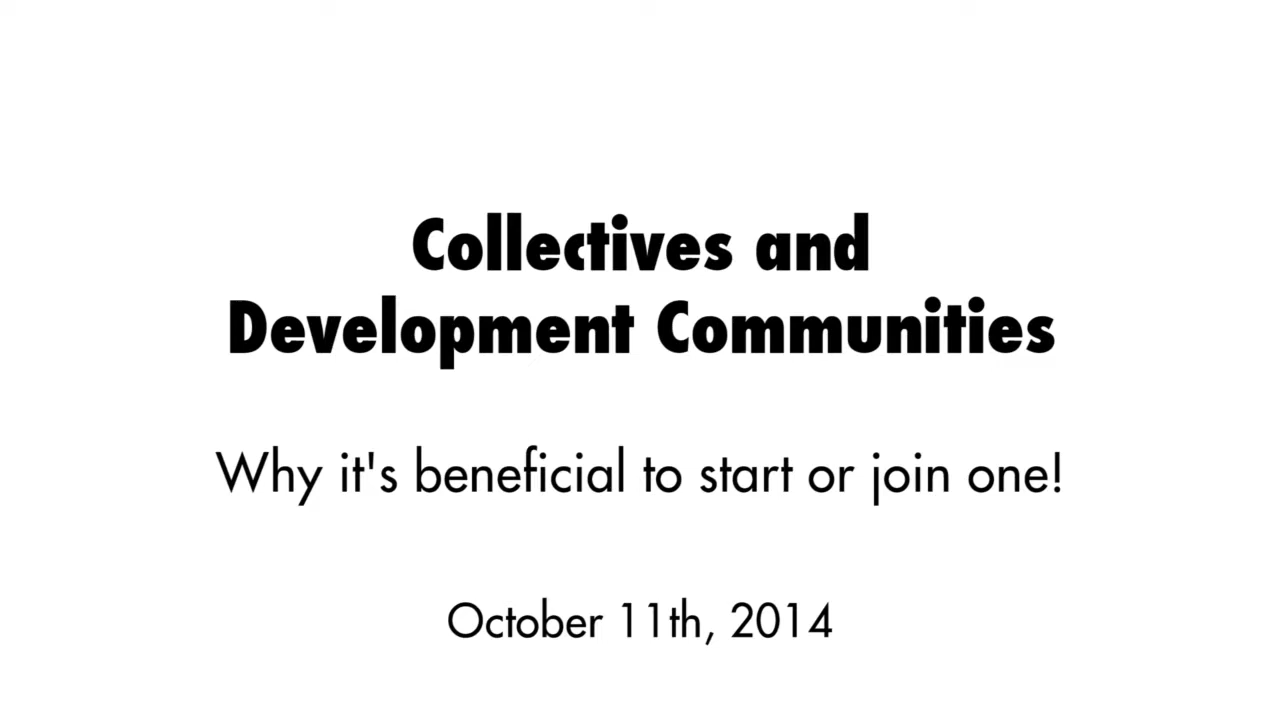 Collectives and
Development Communities
Why it's beneficial to start or join one!
October 11th, 2014